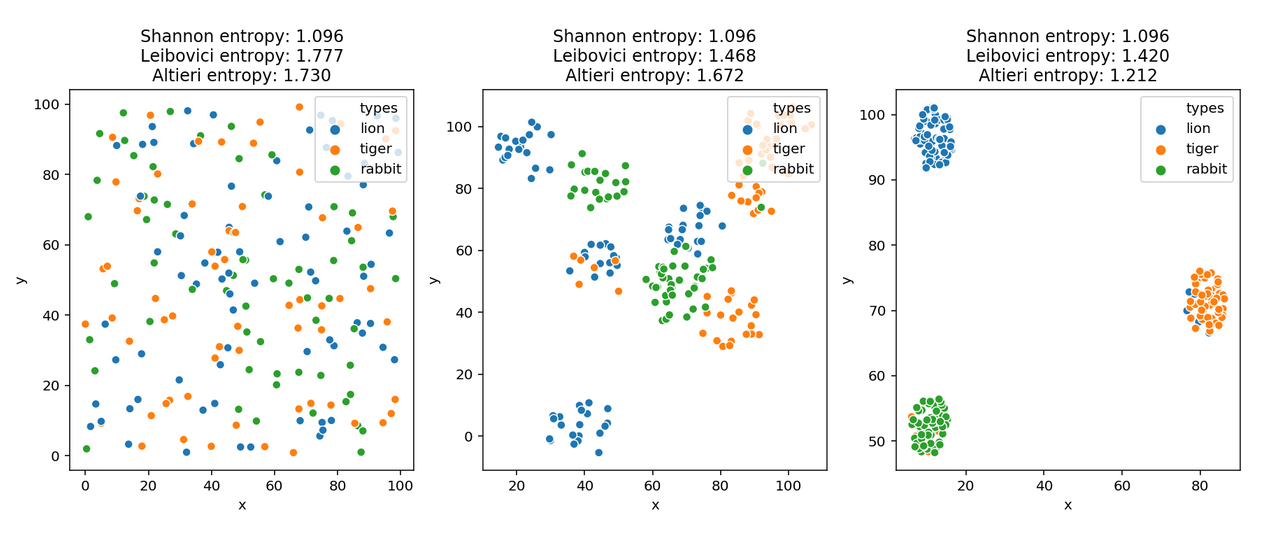 Shannon entropy: 1.096
Leibovici entropy: 1.777
Altieri entropy: 1.730
100
80
60
40
20
0
y
0 20 40 60 80 100
x
types
lion
tiger
rabbit
Shannon entropy: 1.096
Leibovici entropy: 1.468
Altieri entropy: 1.672
100
80
60
40
20
0
y
20 40 60 80 100
x
types
lion
tiger
rabbit
Shannon entropy: 1.096
Leibovici entropy: 1.420
Altieri entropy: 1.212
100
90
80
70
60
50
y
20 40 60 80
x
types
lion
tiger
rabbit